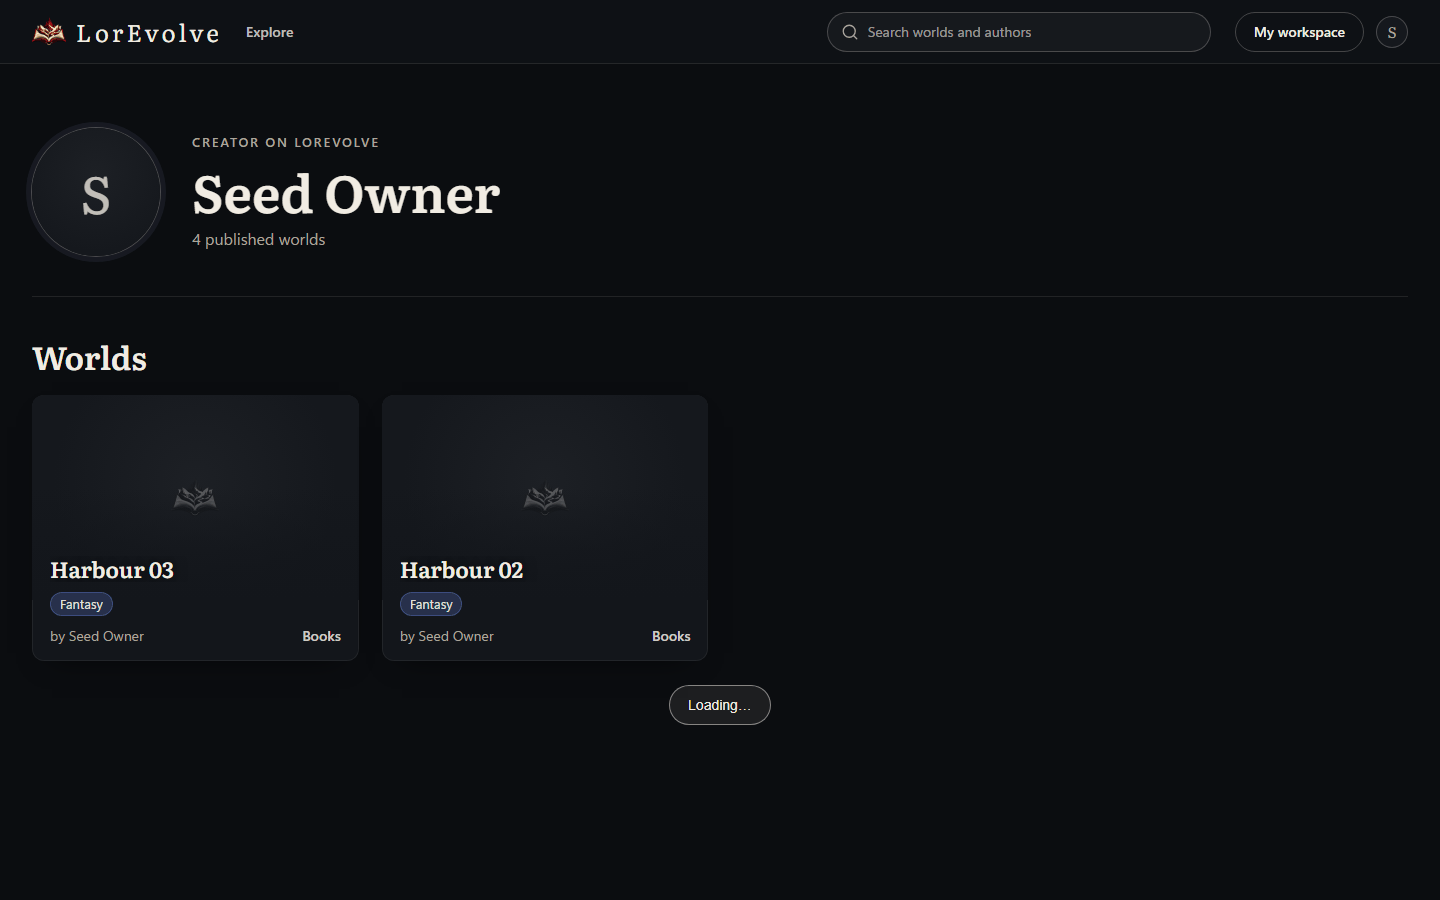 LorEvolve
Explore
Search worlds and authors
My workspace
S
S
CREATOR ON LOREVOLVE
Seed Owner
4 published worlds
Worlds
Harbour 03
Fantasy
by Seed Owner
Books
Harbour 02
Fantasy
by Seed Owner
Books
Loading...